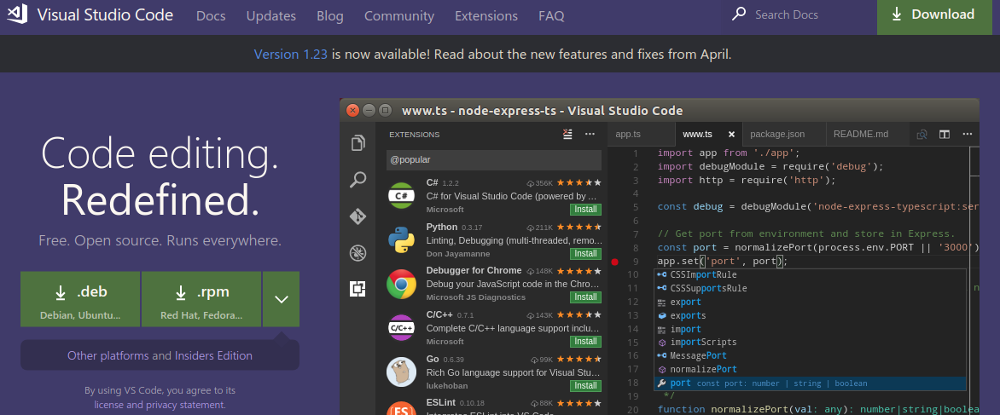 Visual Studio Code Docs Updates Blog Community Extensions FAQ Search Docs Download
Version 1.23 is now available! Read about the new features and fixes from April.
Code editing.
Redefined.
Free. Open source. Runs everywhere.
.deb
Debian, Ubuntu...
.rpm
Red Hat, Fedora...
Other platforms and Insiders Edition
By using VS Code, you agree to its
license and privacy statement.
www.ts - node-express-ts - Visual Studio Code
EXTENSIONS
@popular
C# 1.2.2 356K
C# for Visual Studio Code (powered by ...
Microsoft Install
Python 0.3.17 211K
Linting, Debugging (multi-threaded, remo...
Don Jayamanne Install
Debugger for Chrome 148K
Debug your JavaScript code in the Chro...
Microsoft JS Diagnostics Install
C/C++ 0.7.1 143K
Complete C/C++ language support inclu...
Microsoft Install
Go 0.6.39 99K
Rich Go language support for Visual Stu...
lukehoban Install
ESLint 0.10.18 88K
Integrates ESLint into VS Code
app.ts www.ts package.json README.md
1 import app from './app';
2 import debugModule = require('debug');
3 import http = require('http');
4
5 const debug = debugModule('node-express-typescript:ser
6
7 // Get port from environment and store in Express.
8 const port = normalizePort(process.env.PORT || '3000')
9 app.set('port', port);
10 CSSImportRule
11 CSSSupportsRule
12 export
13 exports
14 import
15 importScripts
16 MessagePort
17 normalizePort
18 port const port: number | string | boolean
19 */
20 function normalizePort(val: any): number|string|boolea